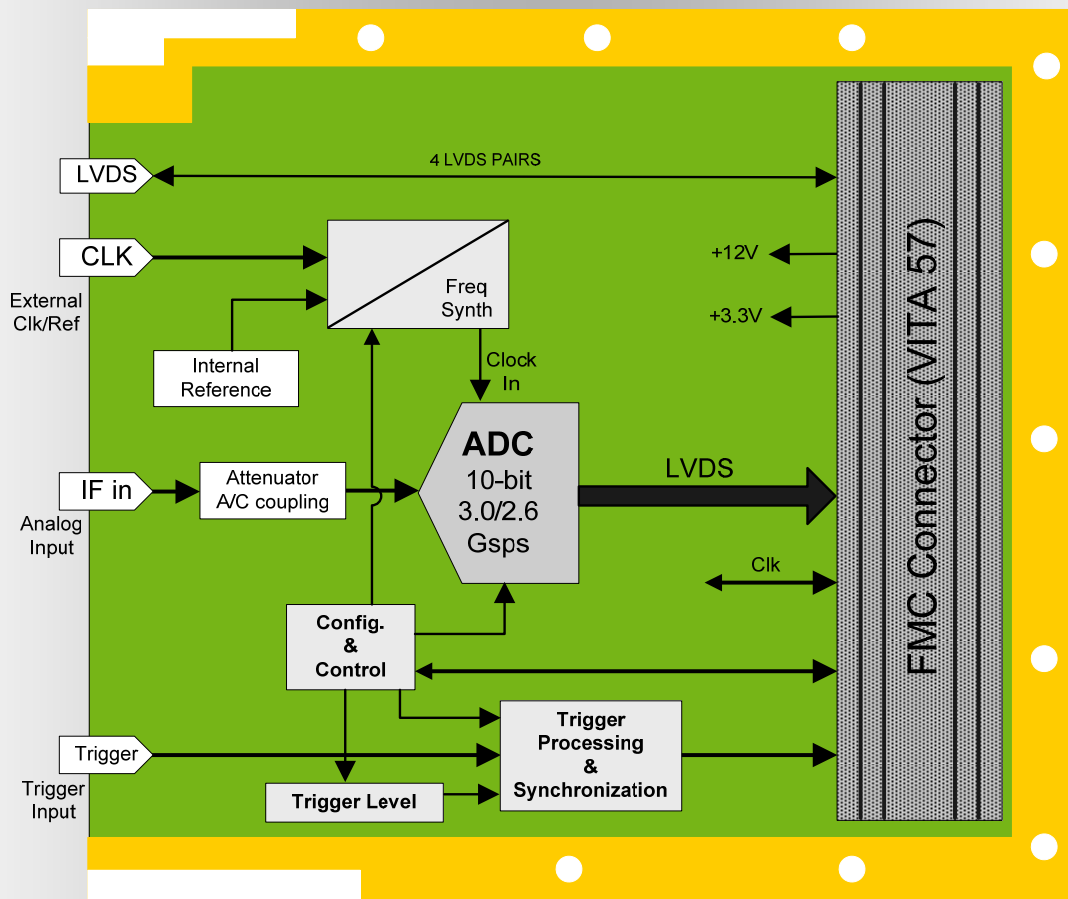 4 LVDS PAIRS
LVDS
CLK
External
Clk/Ref
Freq
Synth
+12V
+3.3V
Internal
Reference
Clock
In
ADC
10-bit
3.0/2.6
Gsps
LVDS
IF in
Analog
Input
Attenuator
A/C coupling
Clk
FMC Connector (VITA 57)
Config.
&
Control
Trigger
Processing
&
Synchronization
Trigger
Trigger
Input
Trigger Level